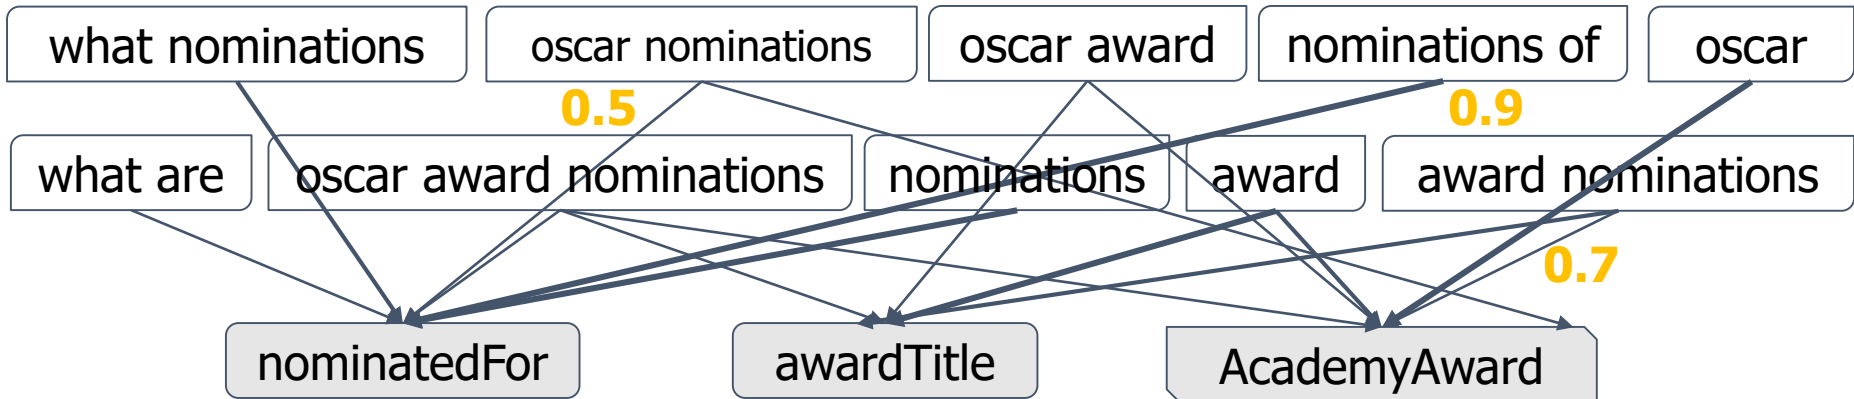 what nominations oscar nominations oscar award nominations of oscar
0.5 0.9
what are oscar award nominations nominations award award nominations
0.7
nominatedFor awardTitle AcademyAward